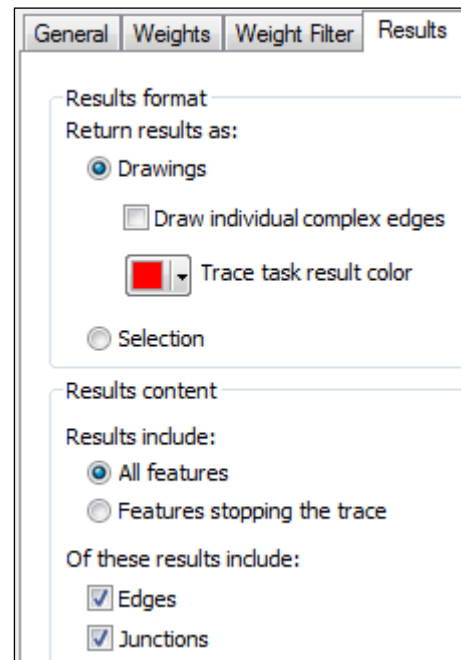 General Weights Weight Filter Results
Results format
Return results as:
Drawings
Draw individual complex edges
Trace task result color
Selection
Results content
Results include:
All features
Features stopping the trace
Of these results include:
Edges
Junctions